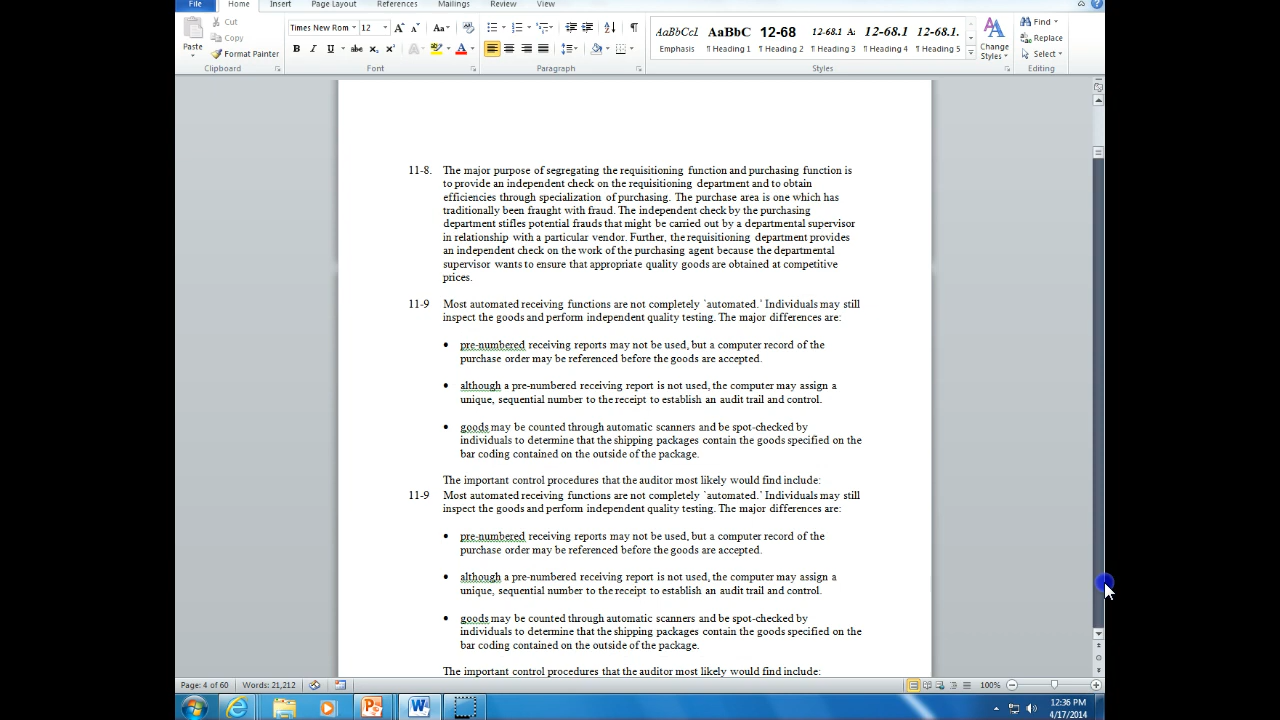 File Home Insert Page Layout References Mailings Review View
Cut
Copy
Format Painter
Paste
Times New Rom 12
AaBbCcI AaBbC 12-68 12-68.1 A: 12-68.1 12-68.1.
Emphasis ¶ Heading 1 ¶ Heading 2 ¶ Heading 3 ¶ Heading 4 ¶ Heading 5
Change
Styles
Find
Replace
Select
Clipboard Font Paragraph Styles Editing
11-8. The major purpose of segregating the requisitioning function and purchasing function is
to provide an independent check on the requisitioning department and to obtain
efficiencies through specialization of purchasing. The purchase area is one which has
traditionally been fraught with fraud. The independent check by the purchasing
department stifles potential frauds that might be carried out by a departmental supervisor
in relationship with a particular vendor. Further, the requisitioning department provides
an independent check on the work of the purchasing agent because the departmental
supervisor wants to ensure that appropriate quality goods are obtained at competitive
prices.
11-9 Most automated receiving functions are not completely `automated.' Individuals may still
inspect the goods and perform independent quality testing. The major differences are:
• pre-numbered receiving reports may not be used, but a computer record of the
purchase order may be referenced before the goods are accepted.
• although a pre-numbered receiving report is not used, the computer may assign a
unique, sequential number to the receipt to establish an audit trail and control.
• goods may be counted through automatic scanners and be spot-checked by
individuals to determine that the shipping packages contain the goods specified on the
bar coding contained on the outside of the package.
The important control procedures that the auditor most likely would find include:
11-9 Most automated receiving functions are not completely `automated.' Individuals may still
inspect the goods and perform independent quality testing. The major differences are:
• pre-numbered receiving reports may not be used, but a computer record of the
purchase order may be referenced before the goods are accepted.
• although a pre-numbered receiving report is not used, the computer may assign a
unique, sequential number to the receipt to establish an audit trail and control.
• goods may be counted through automatic scanners and be spot-checked by
individuals to determine that the shipping packages contain the goods specified on the
bar coding contained on the outside of the package.
The important control procedures that the auditor most likely would find include:
Page: 4 of 60 Words: 21,212 100%
12:36 PM
4/17/2014